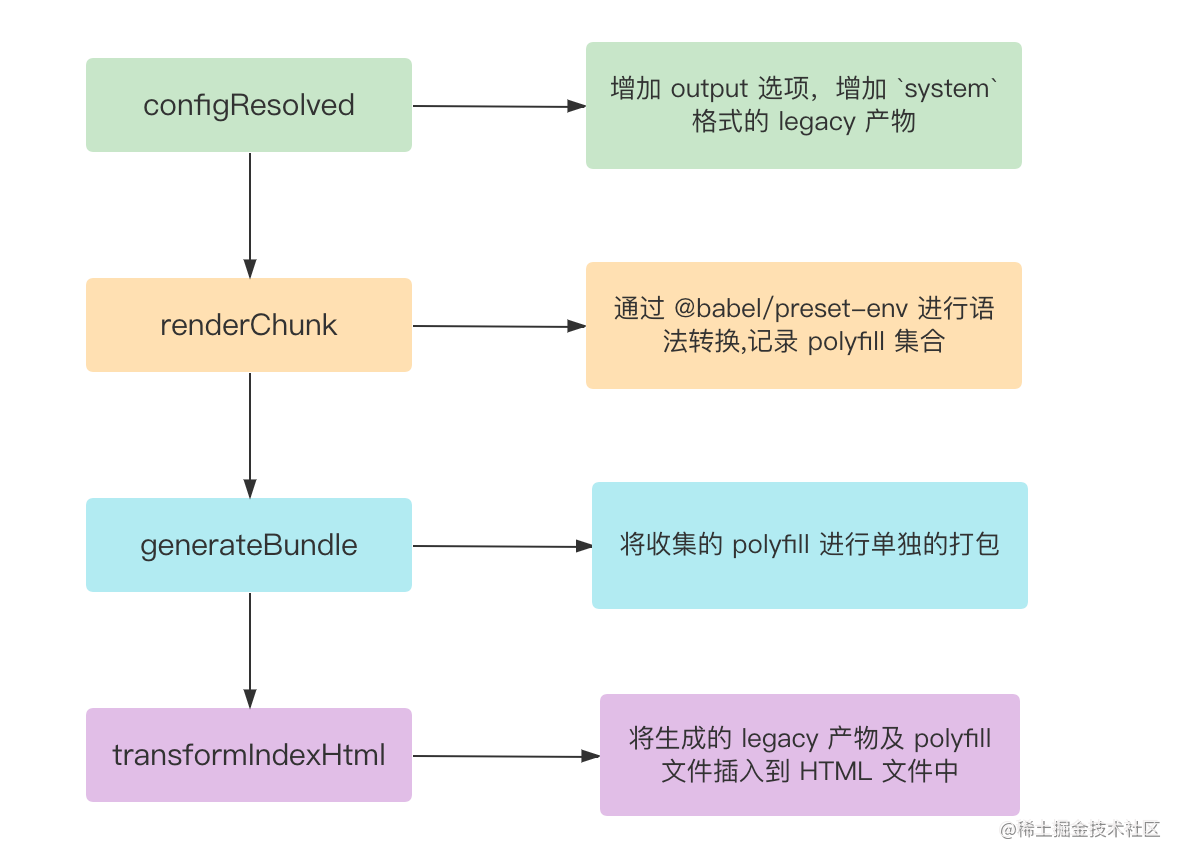 configResolved
增加 output 选项，增加 `system`
格式的 legacy 产物
renderChunk
通过 @babel/preset-env 进行语
法转换,记录 polyfill 集合
generateBundle
将收集的 polyfill 进行单独的打包
transformIndexHtml
将生成的 legacy 产物及 polyfill
文件插入到 HTML 文件中
@稀土掘金技术社区